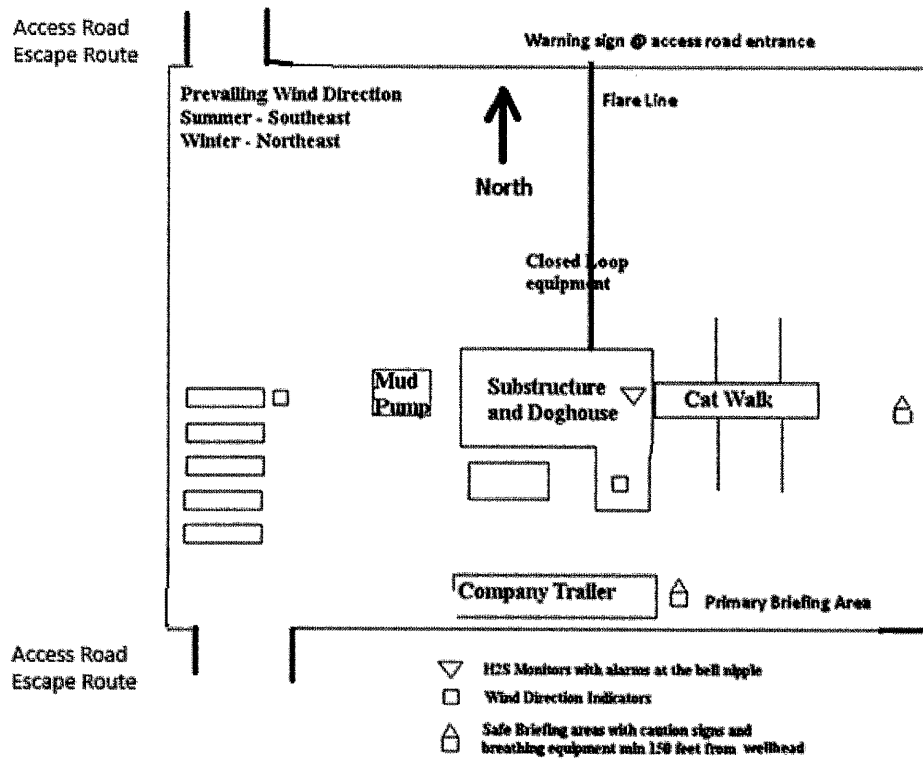 Access Road
Escape Route
Warning sign @ access road entrance
Prevailing Wind Direction
Summer - Southeast
Winter - Northeast
Flare Line
North
Closed Loop
equipment
Mud
Pump
Substructure
and Doghouse
Cat Walk
Company Trailer
Primary Briefing Area
Access Road
Escape Route
H2S Monitors with alarms at the bell nipple
Wind Direction Indicators
Safe Briefing areas with caution signs and
breathing equipment min 150 feet from wellhead